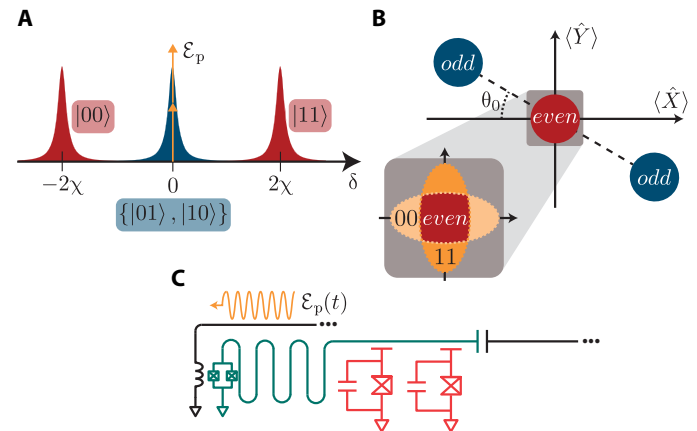 A
ℰₚ
|00⟩
|11⟩
−2χ
0
2χ
δ
{|01⟩, |10⟩}
B
⟨Ŷ⟩
odd
θ₀
even
⟨X̂⟩
odd
00 even
11
C
ℰₚ(t)